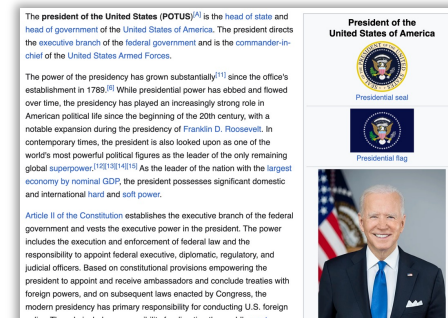 The president of the United States (POTUS)[A] is the head of state and
head of government of the United States of America. The president directs
the executive branch of the federal government and is the commander-in-
chief of the United States Armed Forces.
The power of the presidency has grown substantially[11] since the office's
establishment in 1789.[6] While presidential power has ebbed and flowed
over time, the presidency has played an increasingly strong role in
American political life since the beginning of the 20th century, with a
notable expansion during the presidency of Franklin D. Roosevelt. In
contemporary times, the president is also looked upon as one of the
world's most powerful political figures as the leader of the only remaining
global superpower.[12][13][14][15] As the leader of the nation with the largest
economy by nominal GDP, the president possesses significant domestic
and international hard and soft power.
Article II of the Constitution establishes the executive branch of the federal
government and vests the executive power in the president. The power
includes the execution and enforcement of federal law and the
responsibility to appoint federal executive, diplomatic, regulatory, and
judicial officers. Based on constitutional provisions empowering the
president to appoint and receive ambassadors and conclude treaties with
foreign powers, and on subsequent laws enacted by Congress, the
modern presidency has primary responsibility for conducting U.S. foreign
President of the
United States of America
Presidential seal
Presidential flag